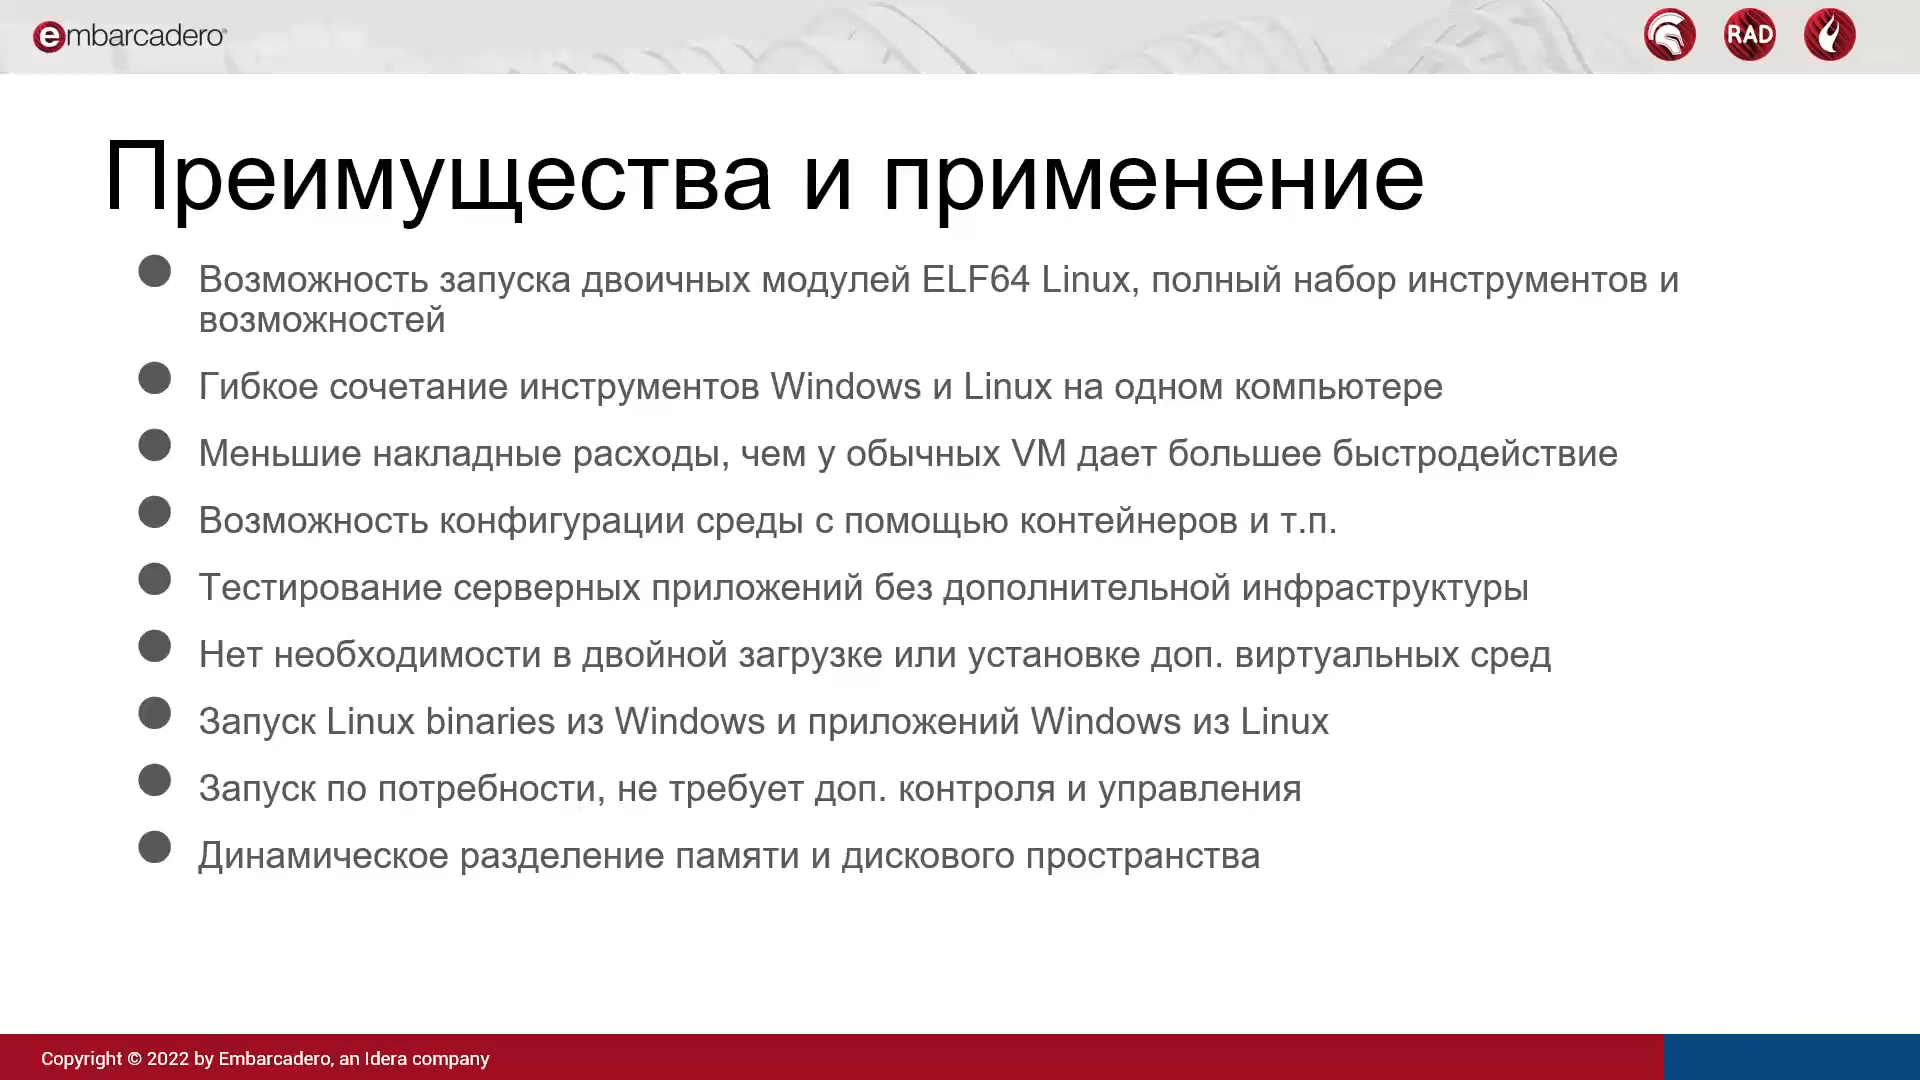 embarcadero
RAD
Преимущества и применение
Возможность запуска двоичных модулей ELF64 Linux, полный набор инструментов и
возможностей
Гибкое сочетание инструментов Windows и Linux на одном компьютере
Меньшие накладные расходы, чем у обычных VM дает большее быстродействие
Возможность конфигурации среды с помощью контейнеров и т.п.
Тестирование серверных приложений без дополнительной инфраструктуры
Нет необходимости в двойной загрузке или установке доп. виртуальных сред
Запуск Linux binaries из Windows и приложений Windows из Linux
Запуск по потребности, не требует доп. контроля и управления
Динамическое разделение памяти и дискового пространства
Copyright © 2022 by Embarcadero, an Idera company